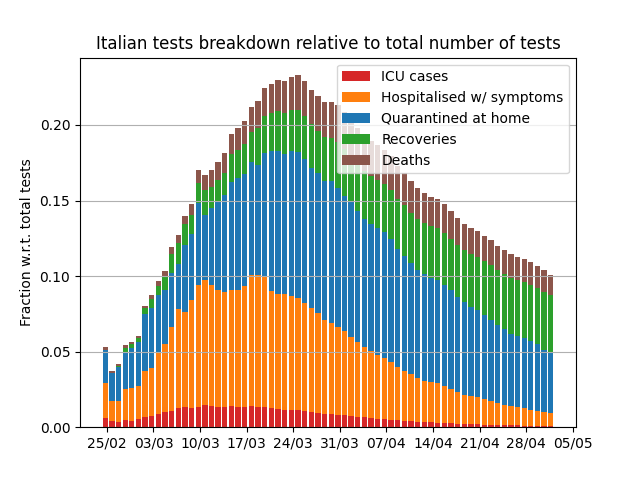 Italian tests breakdown relative to total number of tests
ICU cases
Hospitalised w/ symptoms
Quarantined at home
Recoveries
Deaths
Fraction w.r.t. total tests
0.20
0.15
0.10
0.05
0.00
25/02 03/03 10/03 17/03 24/03 31/03 07/04 14/04 21/04 28/04 05/05